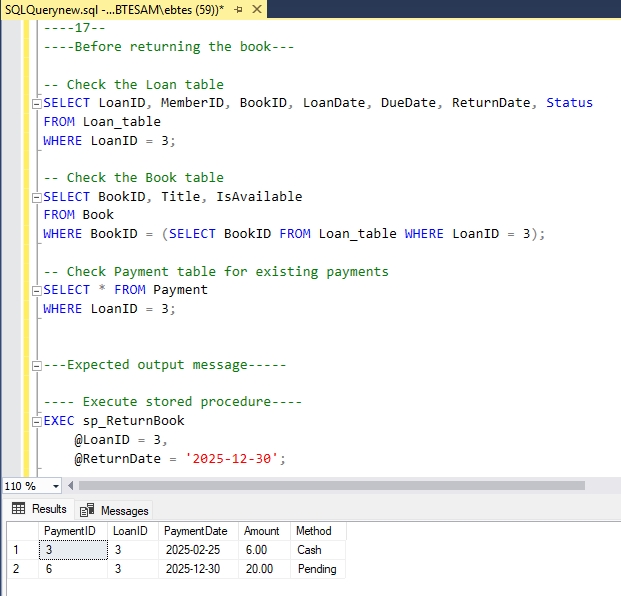 SQLQuerynew.sql -...BTESAM\ebtes (59))*
----17--
----Before returning the book---
-- Check the Loan table
SELECT LoanID, MemberID, BookID, LoanDate, DueDate, ReturnDate, Status
FROM Loan_table
WHERE LoanID = 3;
-- Check the Book table
SELECT BookID, Title, IsAvailable
FROM Book
WHERE BookID = (SELECT BookID FROM Loan_table WHERE LoanID = 3);
-- Check Payment table for existing payments
SELECT * FROM Payment
WHERE LoanID = 3;
---Expected output message-----
---- Execute stored procedure----
EXEC sp_ReturnBook
@LoanID = 3,
@ReturnDate = '2025-12-30';
110 %
Results Messages
PaymentID LoanID PaymentDate Amount Method
1 3 3 2025-02-25 6.00 Cash
2 6 3 2025-12-30 20.00 Pending